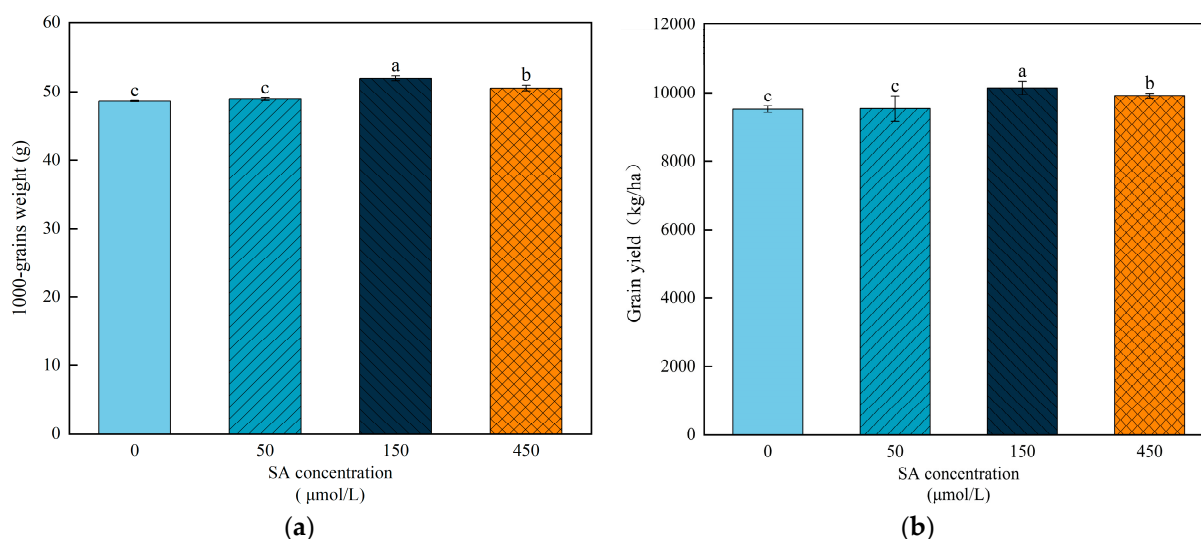 60
50
40
30
20
10
0
1000-grains weight (g)
c
c
a
b
0
50
150
450
SA concentration
( μmol/L)
(a)
12000
10000
8000
6000
4000
2000
0
Grain yield（kg/ha）
c
c
a
b
0
50
150
450
SA concentration
(μmol/L)
(b)